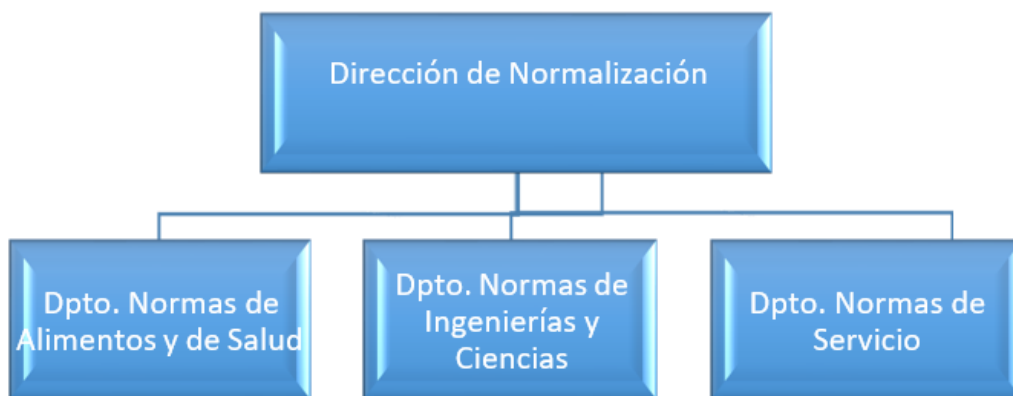 Dirección de Normalización
Dpto. Normas de
Alimentos y de Salud
Dpto. Normas de
Ingenierías y
Ciencias
Dpto. Normas de
Servicio